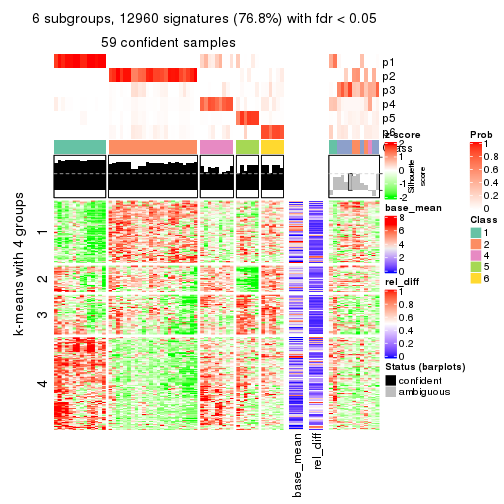 6 subgroups, 12960 signatures (76.8%) with fdr < 0.05
59 confident samples
p1
p2
p3
p4
p5
p6
Class
Silhouette
score
k-means with 4 groups
1
2
3
4
base_mean
rel_diff
z-score
2
1
0
-1
-2
base_mean
8
6
4
2
0
rel_diff
1
0.8
0.6
0.4
0.2
0
Status (barplots)
confident
ambiguous
Prob
1
0.8
0.6
0.4
0.2
0
Class
1
2
4
5
6